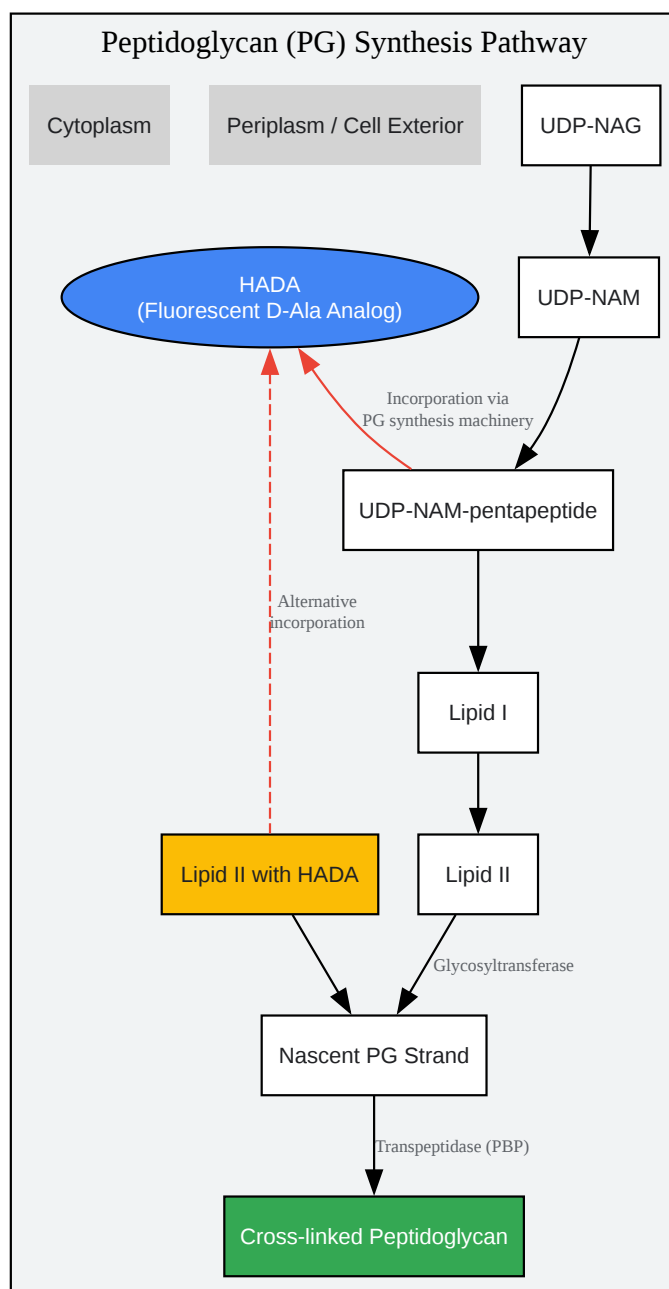 Peptidoglycan (PG) Synthesis Pathway
Cytoplasm
Periplasm / Cell Exterior
UDP-NAG
HADA
(Fluorescent D-Ala Analog)
UDP-NAM
Incorporation via
PG synthesis machinery
UDP-NAM-pentapeptide
Alternative
incorporation
Lipid I
Lipid II with HADA
Lipid II
Glycosyltransferase
Nascent PG Strand
Transpeptidase (PBP)
Cross-linked Peptidoglycan